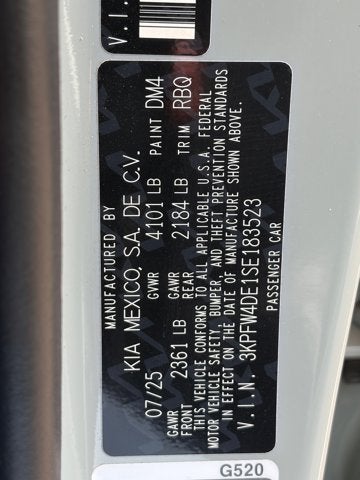 V.I.N
MANUFACTURED BY
KIA MEXICO, S.A. DE C.V.
07/25 GVWR 4101 LB PAINT DM4
GAWR FRONT 2361 LB GAWR REAR 2184 LB TRIM RBQ
THIS VEHICLE CONFORMS TO ALL APPLICABLE U.S.A. FEDERAL
MOTOR VEHICLE SAFETY, BUMPER, AND THEFT PREVENTION STANDARDS
IN EFFECT ON THE DATE OF MANUFACTURE SHOWN ABOVE.
V.I.N. 3KPFW4DE1SE183523
PASSENGER CAR
G520